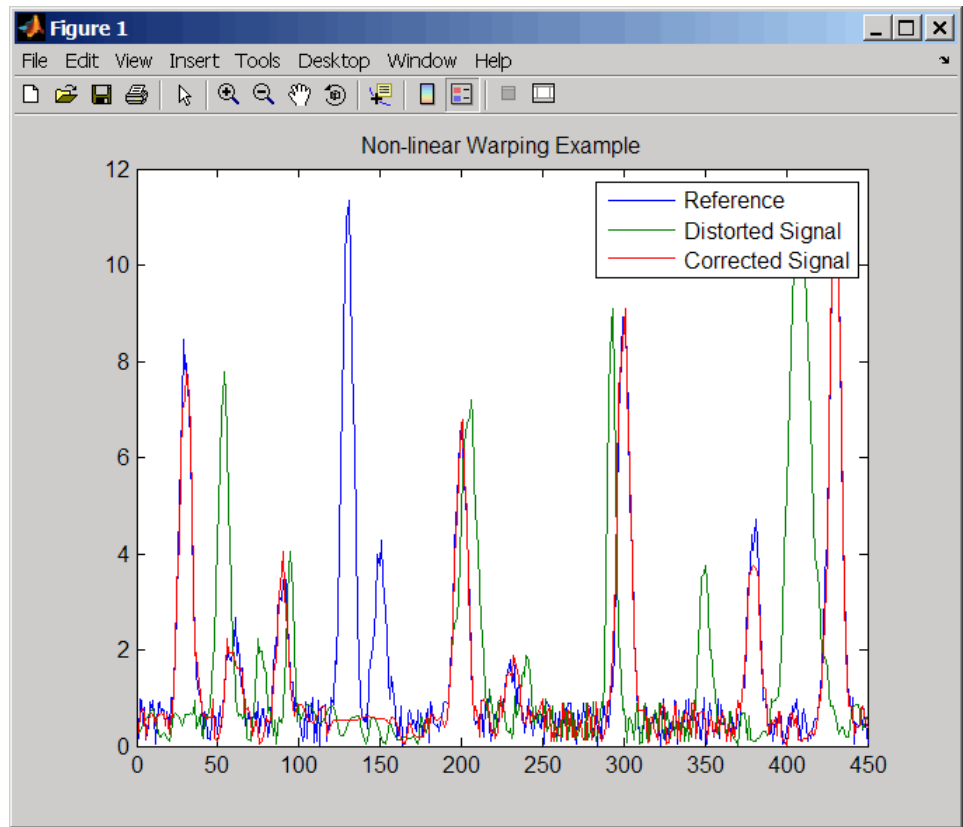 Figure 1
File Edit View Insert Tools Desktop Window Help
Non-linear Warping Example
12
10
8
6
4
2
0
Reference
Distorted Signal
Corrected Signal
0 50 100 150 200 250 300 350 400 450